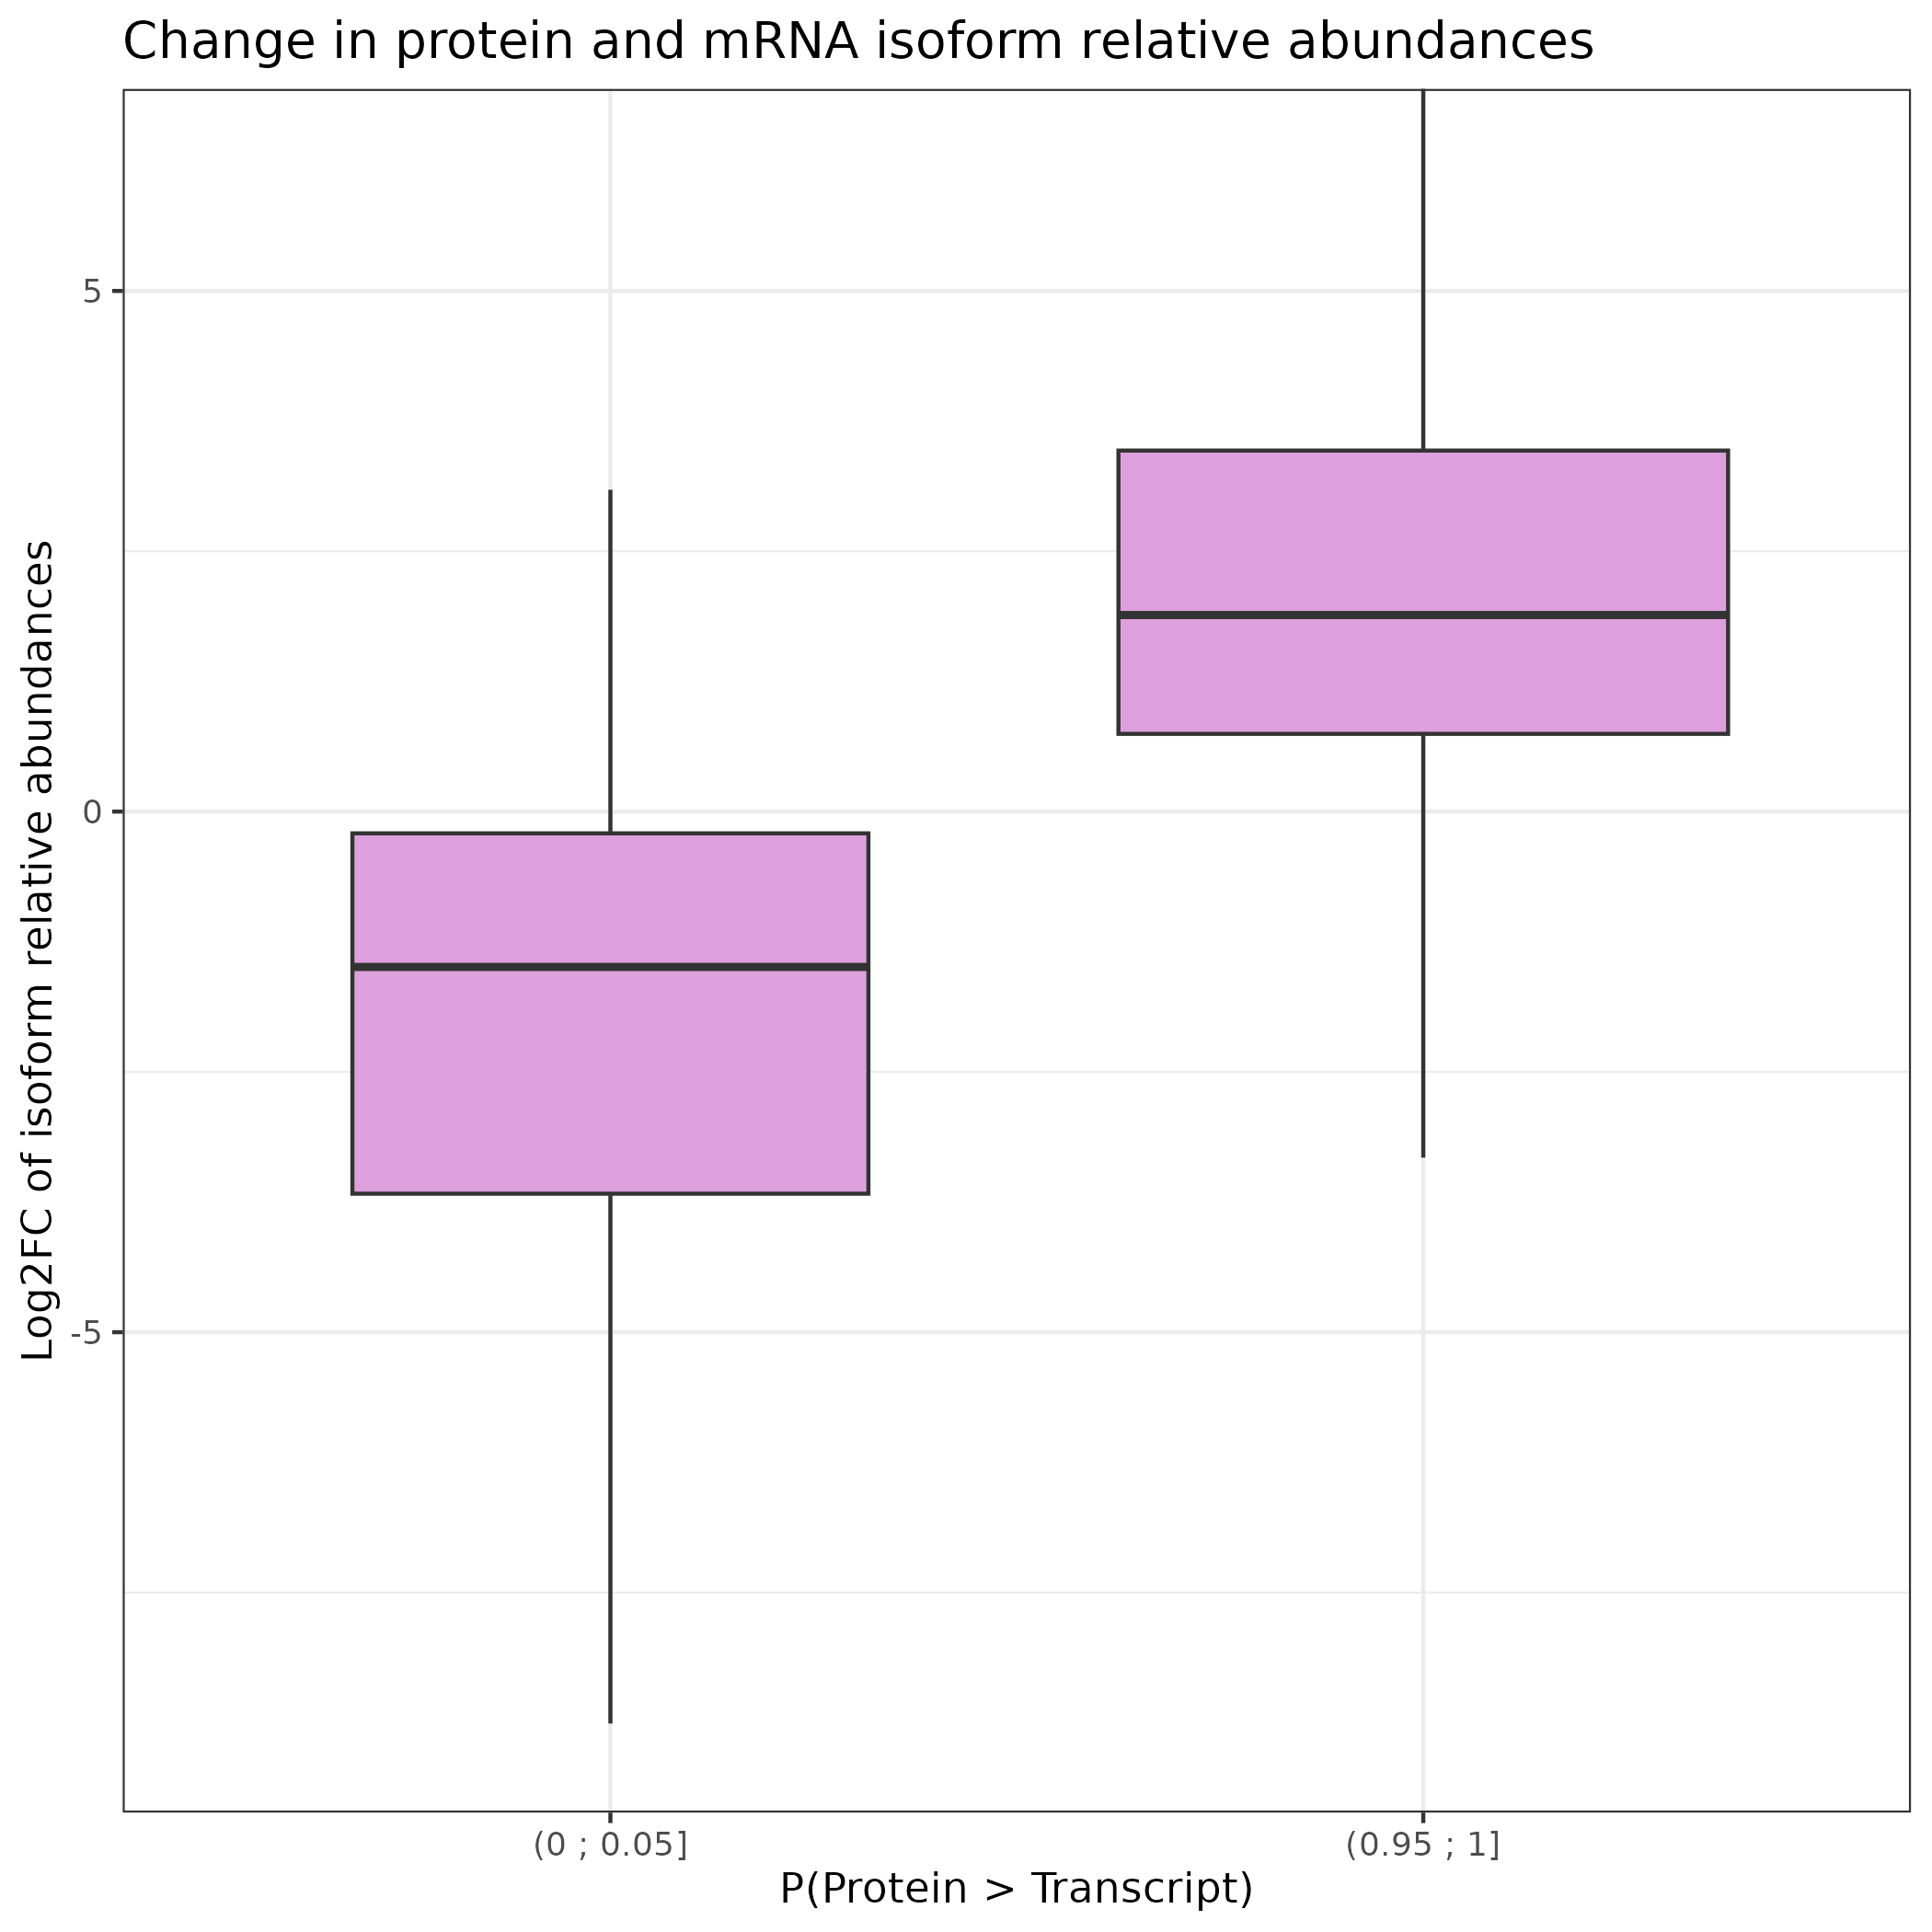 Change in protein and mRNA isoform relative abundances
Log2FC of isoform relative abundances
5
0
-5
(0 ; 0.05]
(0.95 ; 1]
P(Protein > Transcript)